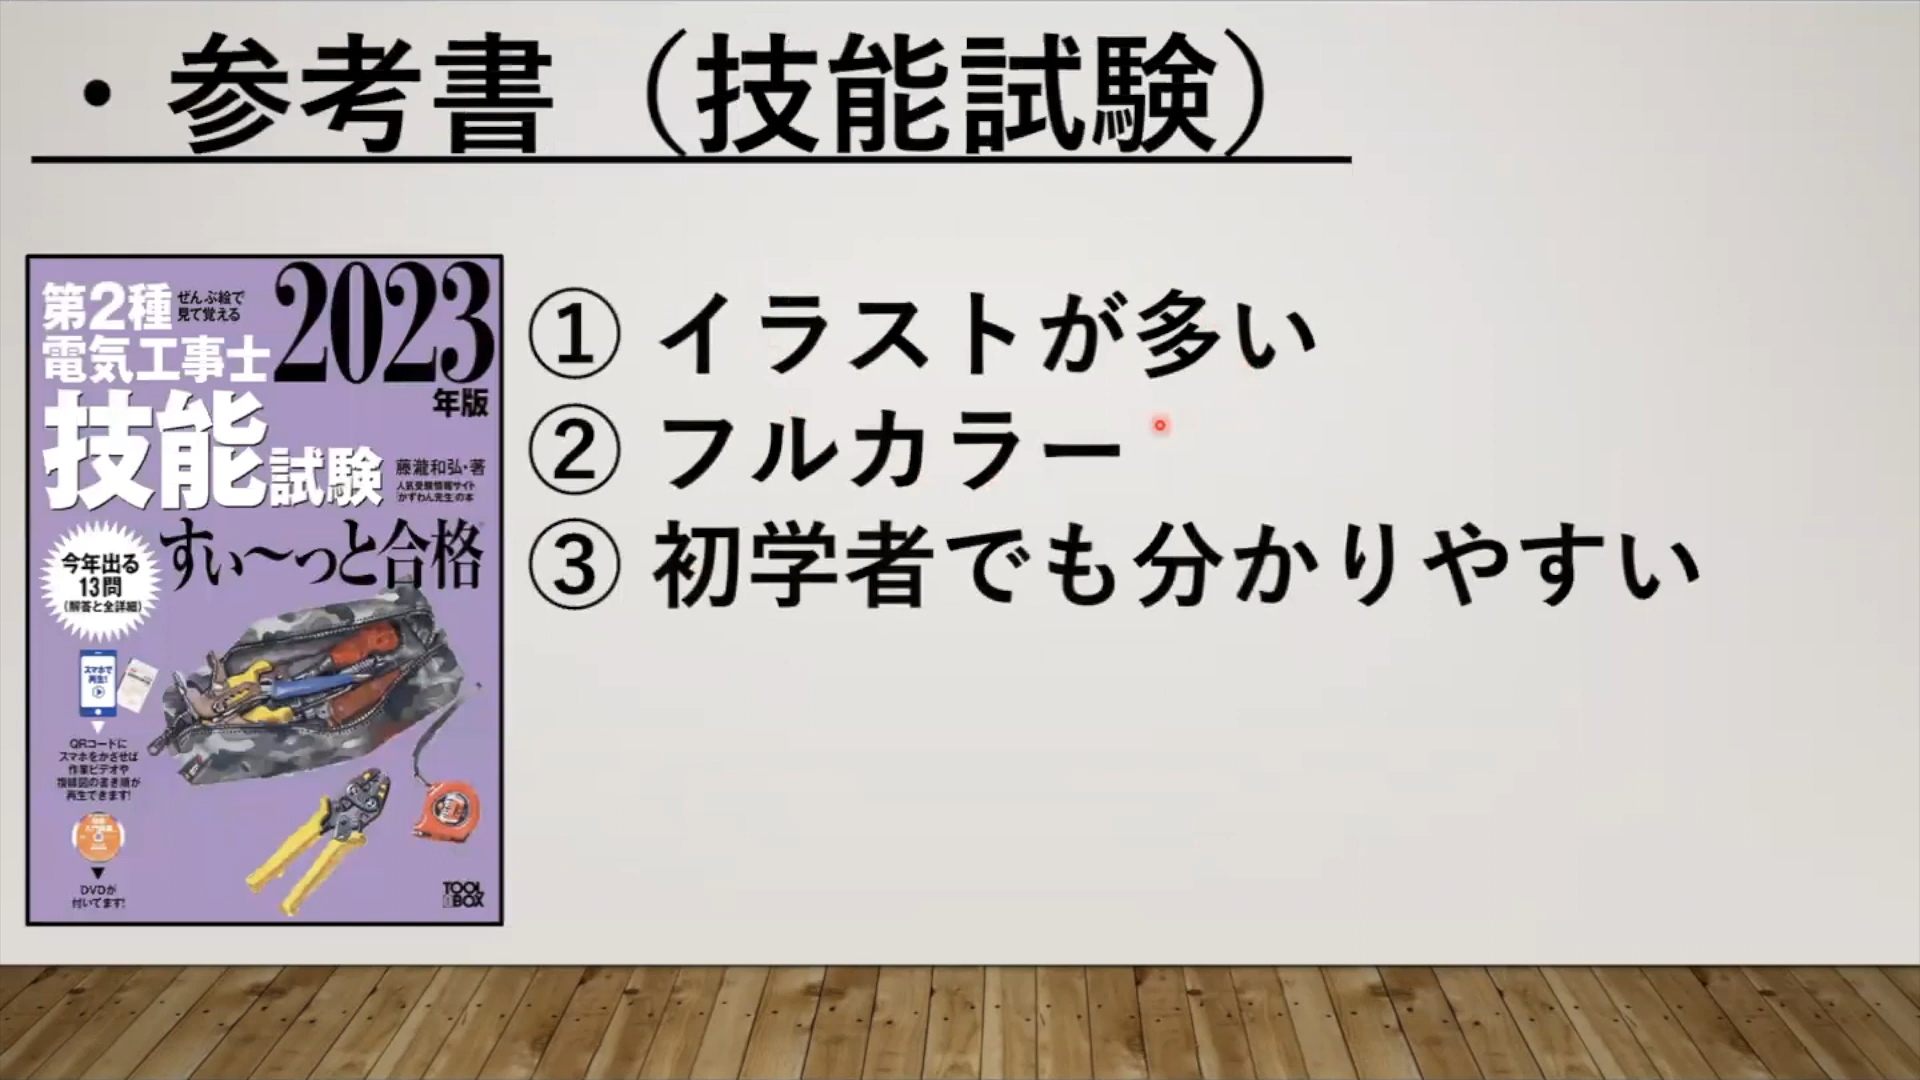 ・参考書（技能試験）
2023
年版
第2種
ぜんぶ絵で
見て覚える
電気工事士
技能試験
藤瀧和弘・著
人気受験情報サイト
「かずわん先生」の本
すい～っと合格
今年出る
13問
（解答と全詳細）
スマホで
再生!
QRコードに
スマホをかざせば
作業ビデオや
複線図の書き順が
再生できます!
DVDが
付いてます!
TOOL
BOX
① イラストが多い
② フルカラー
③ 初学者でも分かりやすい